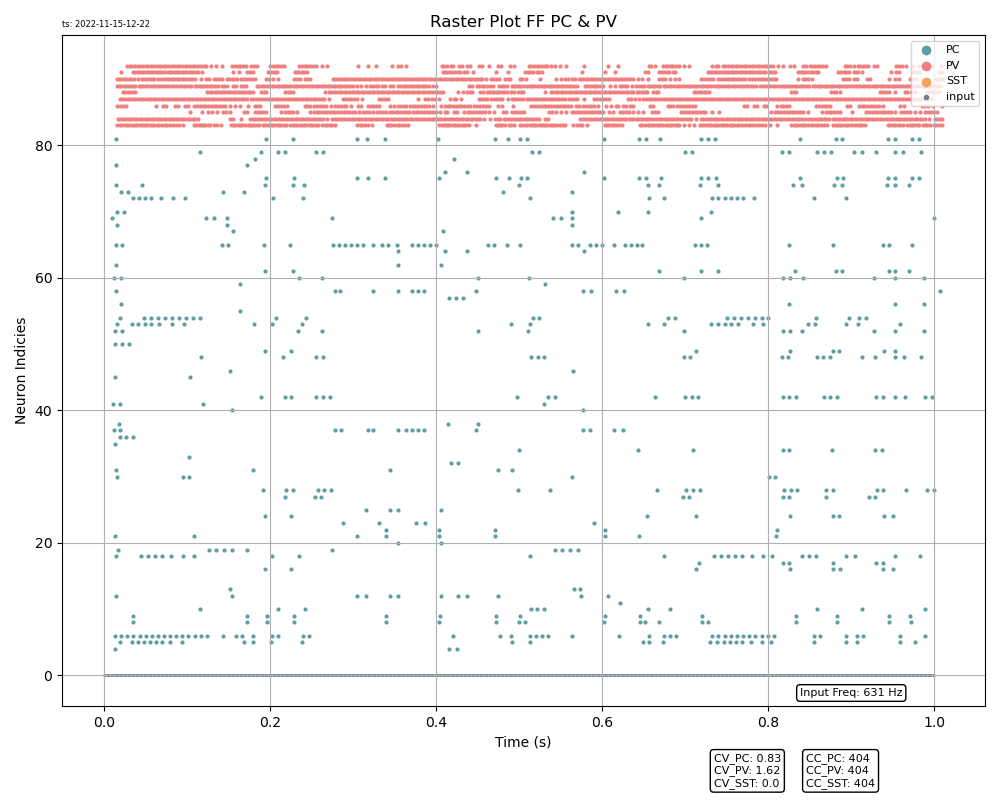 ts: 2022-11-15-12-22
Raster Plot FF PC & PV
PC
PV
SST
input
80
60
40
20
0
Neuron Indicies
Input Freq: 631 Hz
0.0 0.2 0.4 0.6 0.8 1.0
Time (s)
CV_PC: 0.83
CV_PV: 1.62
CV_SST: 0.0
CC_PC: 404
CC_PV: 404
CC_SST: 404